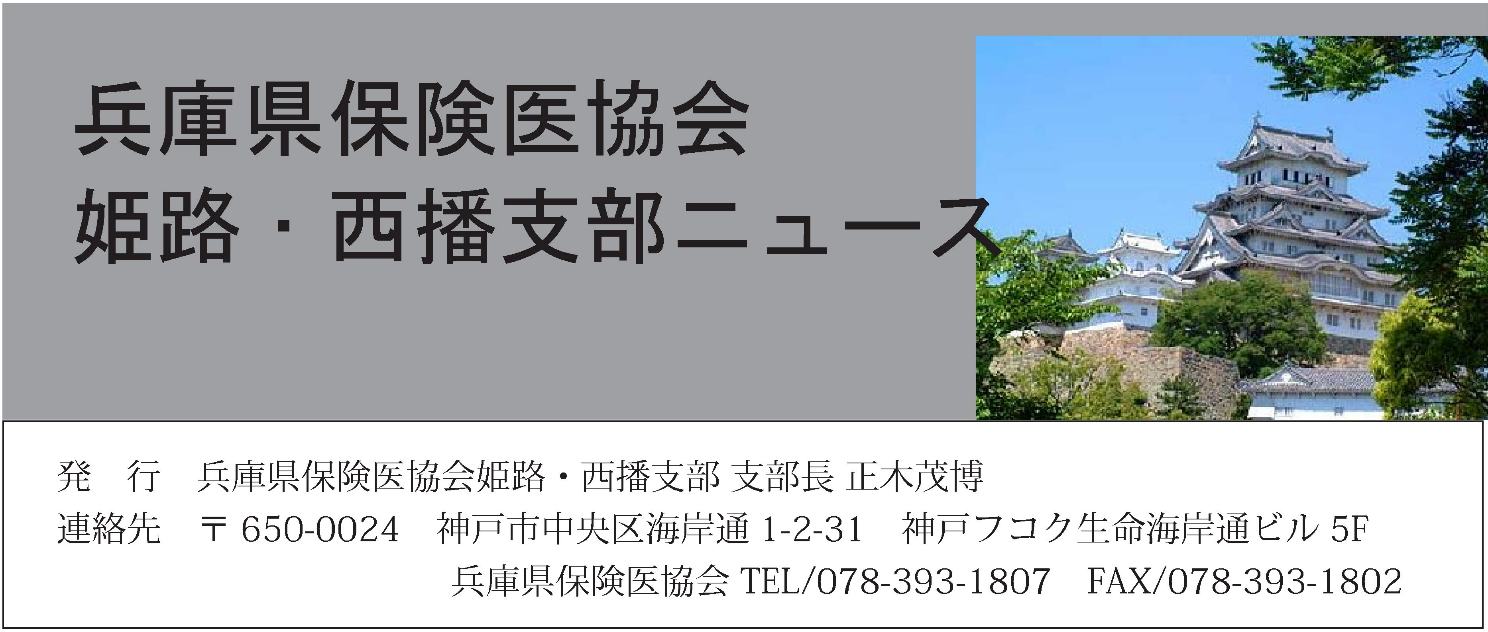 兵庫県保険医協会
姫路・西播支部ニュース
発　行　兵庫県保険医協会姫路・西播支部 支部長 正木茂博
連絡先　〒 650-0024　神戸市中央区海岸通 1-2-31　神戸フコク生命海岸通ビル 5F
兵庫県保険医協会 TEL/078-393-1807　FAX/078-393-1802